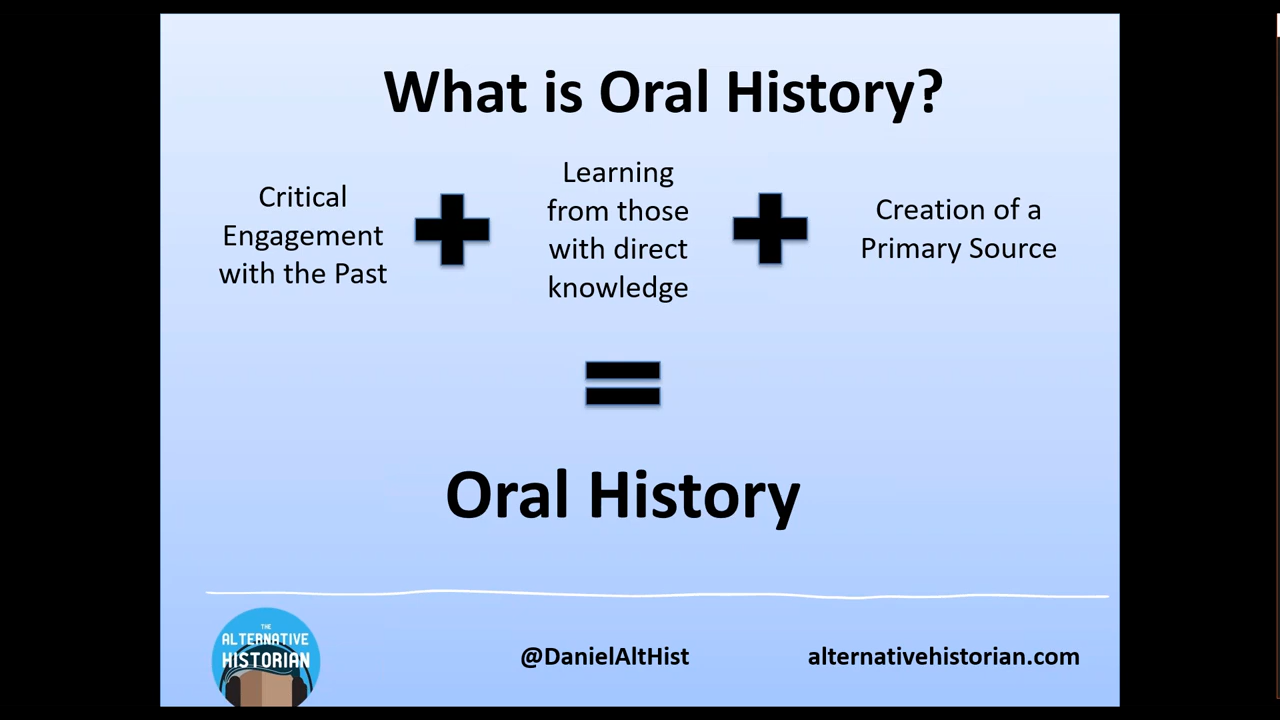 What is Oral History?
Critical
Engagement
with the Past
Learning
from those
with direct
knowledge
Creation of a
Primary Source
Oral History
THE
ALTERNATIVE
HISTORIAN
@DanielAltHist
alternativehistorian.com